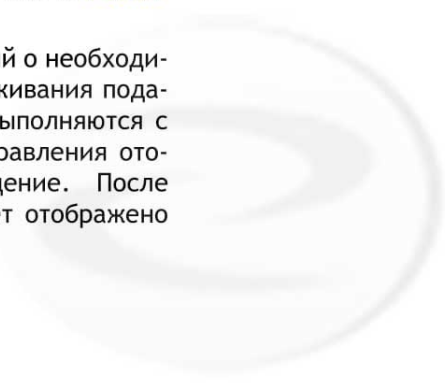 й о необходи-
живания пода-
ыполняются с
равления ото-
дение. После
т отображено